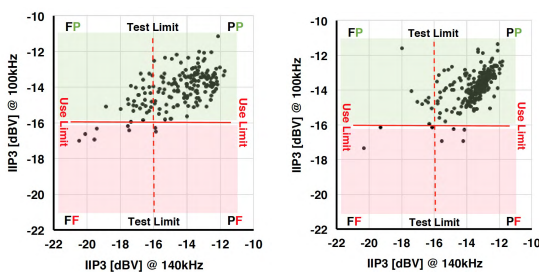 -10
FP
Test Limit
PP
-12
-14
-16
-18
-20
-22
IIP3 [dBV] @ 100kHz
Use Limit
Use Limit
FF
Test Limit
PF
-22 -20 -18 -16 -14 -12 -10
IIP3 [dBV] @ 140kHz
-10
FP
Test Limit
PP
-12
-14
-16
-18
-20
-22
IIP3 [dBV] @ 100kHz
Use Limit
Use Limit
FF
Test Limit
PF
-22 -20 -18 -16 -14 -12 -10
IIP3 [dBV] @ 140kHz